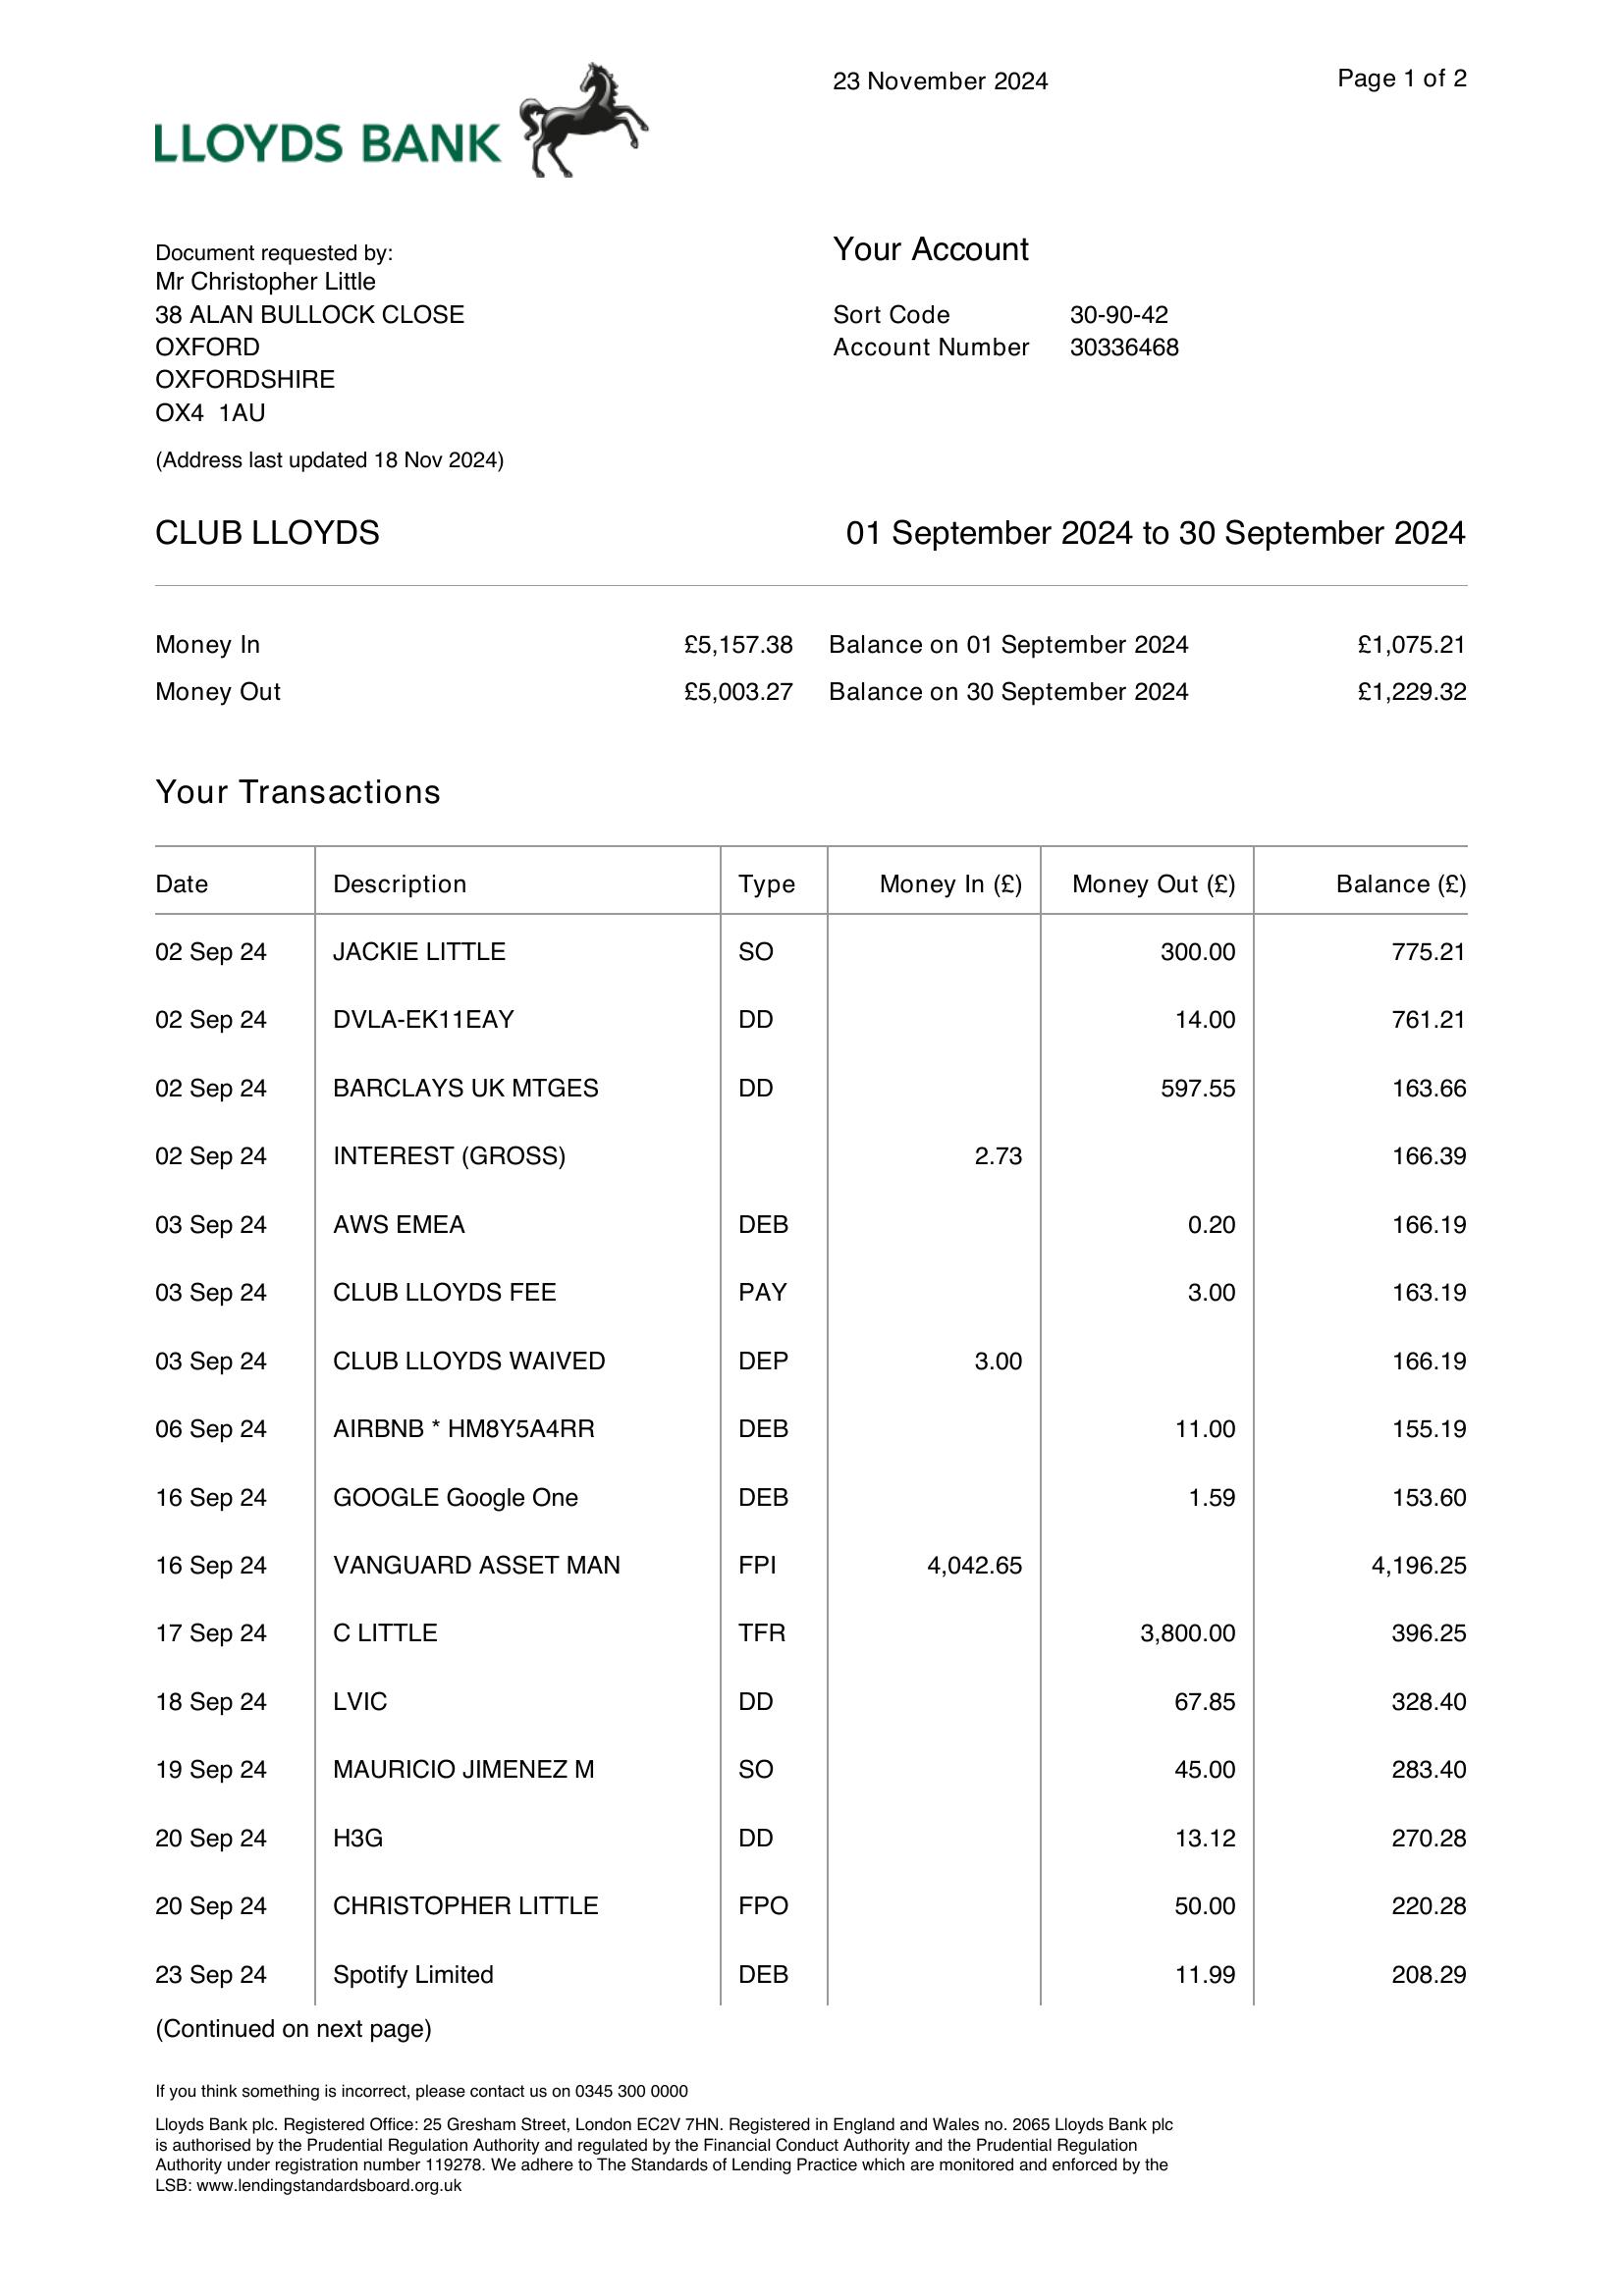 23 November 2024 Page 1 of 2
LLOYDS BANK
Document requested by:
Mr Christopher Little
38 ALAN BULLOCK CLOSE
OXFORD
OXFORDSHIRE
OX4 1AU
(Address last updated 18 Nov 2024)
Your Account
Sort Code 30-90-42
Account Number 30336468
CLUB LLOYDS 01 September 2024 to 30 September 2024
Money In £5,157.38 Balance on 01 September 2024 £1,075.21
Money Out £5,003.27 Balance on 30 September 2024 £1,229.32
Your Transactions
Date Description Type Money In (£) Money Out (£) Balance (£)
02 Sep 24 JACKIE LITTLE SO 300.00 775.21
02 Sep 24 DVLA-EK11EAY DD 14.00 761.21
02 Sep 24 BARCLAYS UK MTGES DD 597.55 163.66
02 Sep 24 INTEREST (GROSS) 2.73 166.39
03 Sep 24 AWS EMEA DEB 0.20 166.19
03 Sep 24 CLUB LLOYDS FEE PAY 3.00 163.19
03 Sep 24 CLUB LLOYDS WAIVED DEP 3.00 166.19
06 Sep 24 AIRBNB * HM8Y5A4RR DEB 11.00 155.19
16 Sep 24 GOOGLE Google One DEB 1.59 153.60
16 Sep 24 VANGUARD ASSET MAN FPI 4,042.65 4,196.25
17 Sep 24 C LITTLE TFR 3,800.00 396.25
18 Sep 24 LVIC DD 67.85 328.40
19 Sep 24 MAURICIO JIMENEZ M SO 45.00 283.40
20 Sep 24 H3G DD 13.12 270.28
20 Sep 24 CHRISTOPHER LITTLE FPO 50.00 220.28
23 Sep 24 Spotify Limited DEB 11.99 208.29
(Continued on next page)
If you think something is incorrect, please contact us on 0345 300 0000
Lloyds Bank plc. Registered Office: 25 Gresham Street, London EC2V 7HN. Registered in England and Wales no. 2065 Lloyds Bank plc
is authorised by the Prudential Regulation Authority and regulated by the Financial Conduct Authority and the Prudential Regulation
Authority under registration number 119278. We adhere to The Standards of Lending Practice which are monitored and enforced by the
LSB: www.lendingstandardsboard.org.uk